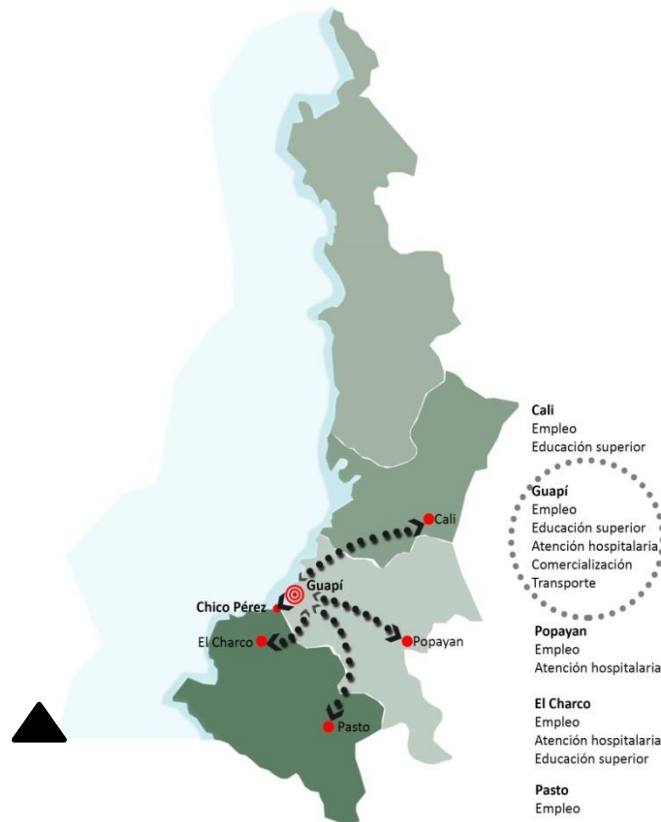 Cali
Guapí
Chico Pérez
El Charco
Popayan
Pasto
Cali
Empleo
Educación superior
Guapí
Empleo
Educación superior
Atención hospitalaria
Comercialización
Transporte
Popayan
Empleo
Atención hospitalaria
El Charco
Empleo
Atención hospitalaria
Educación superior
Pasto
Empleo